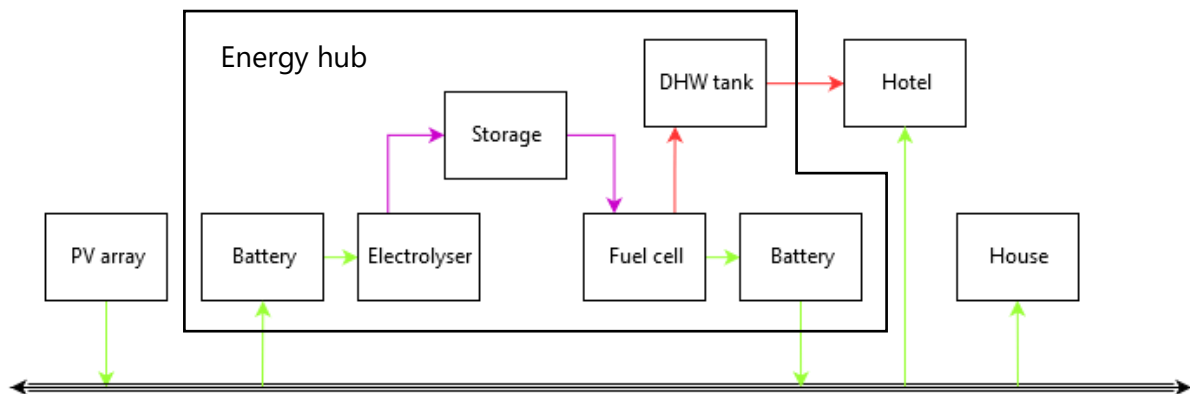 Energy hub
DHW tank
Hotel
Storage
PV array
Battery
Electrolyser
Fuel cell
Battery
House